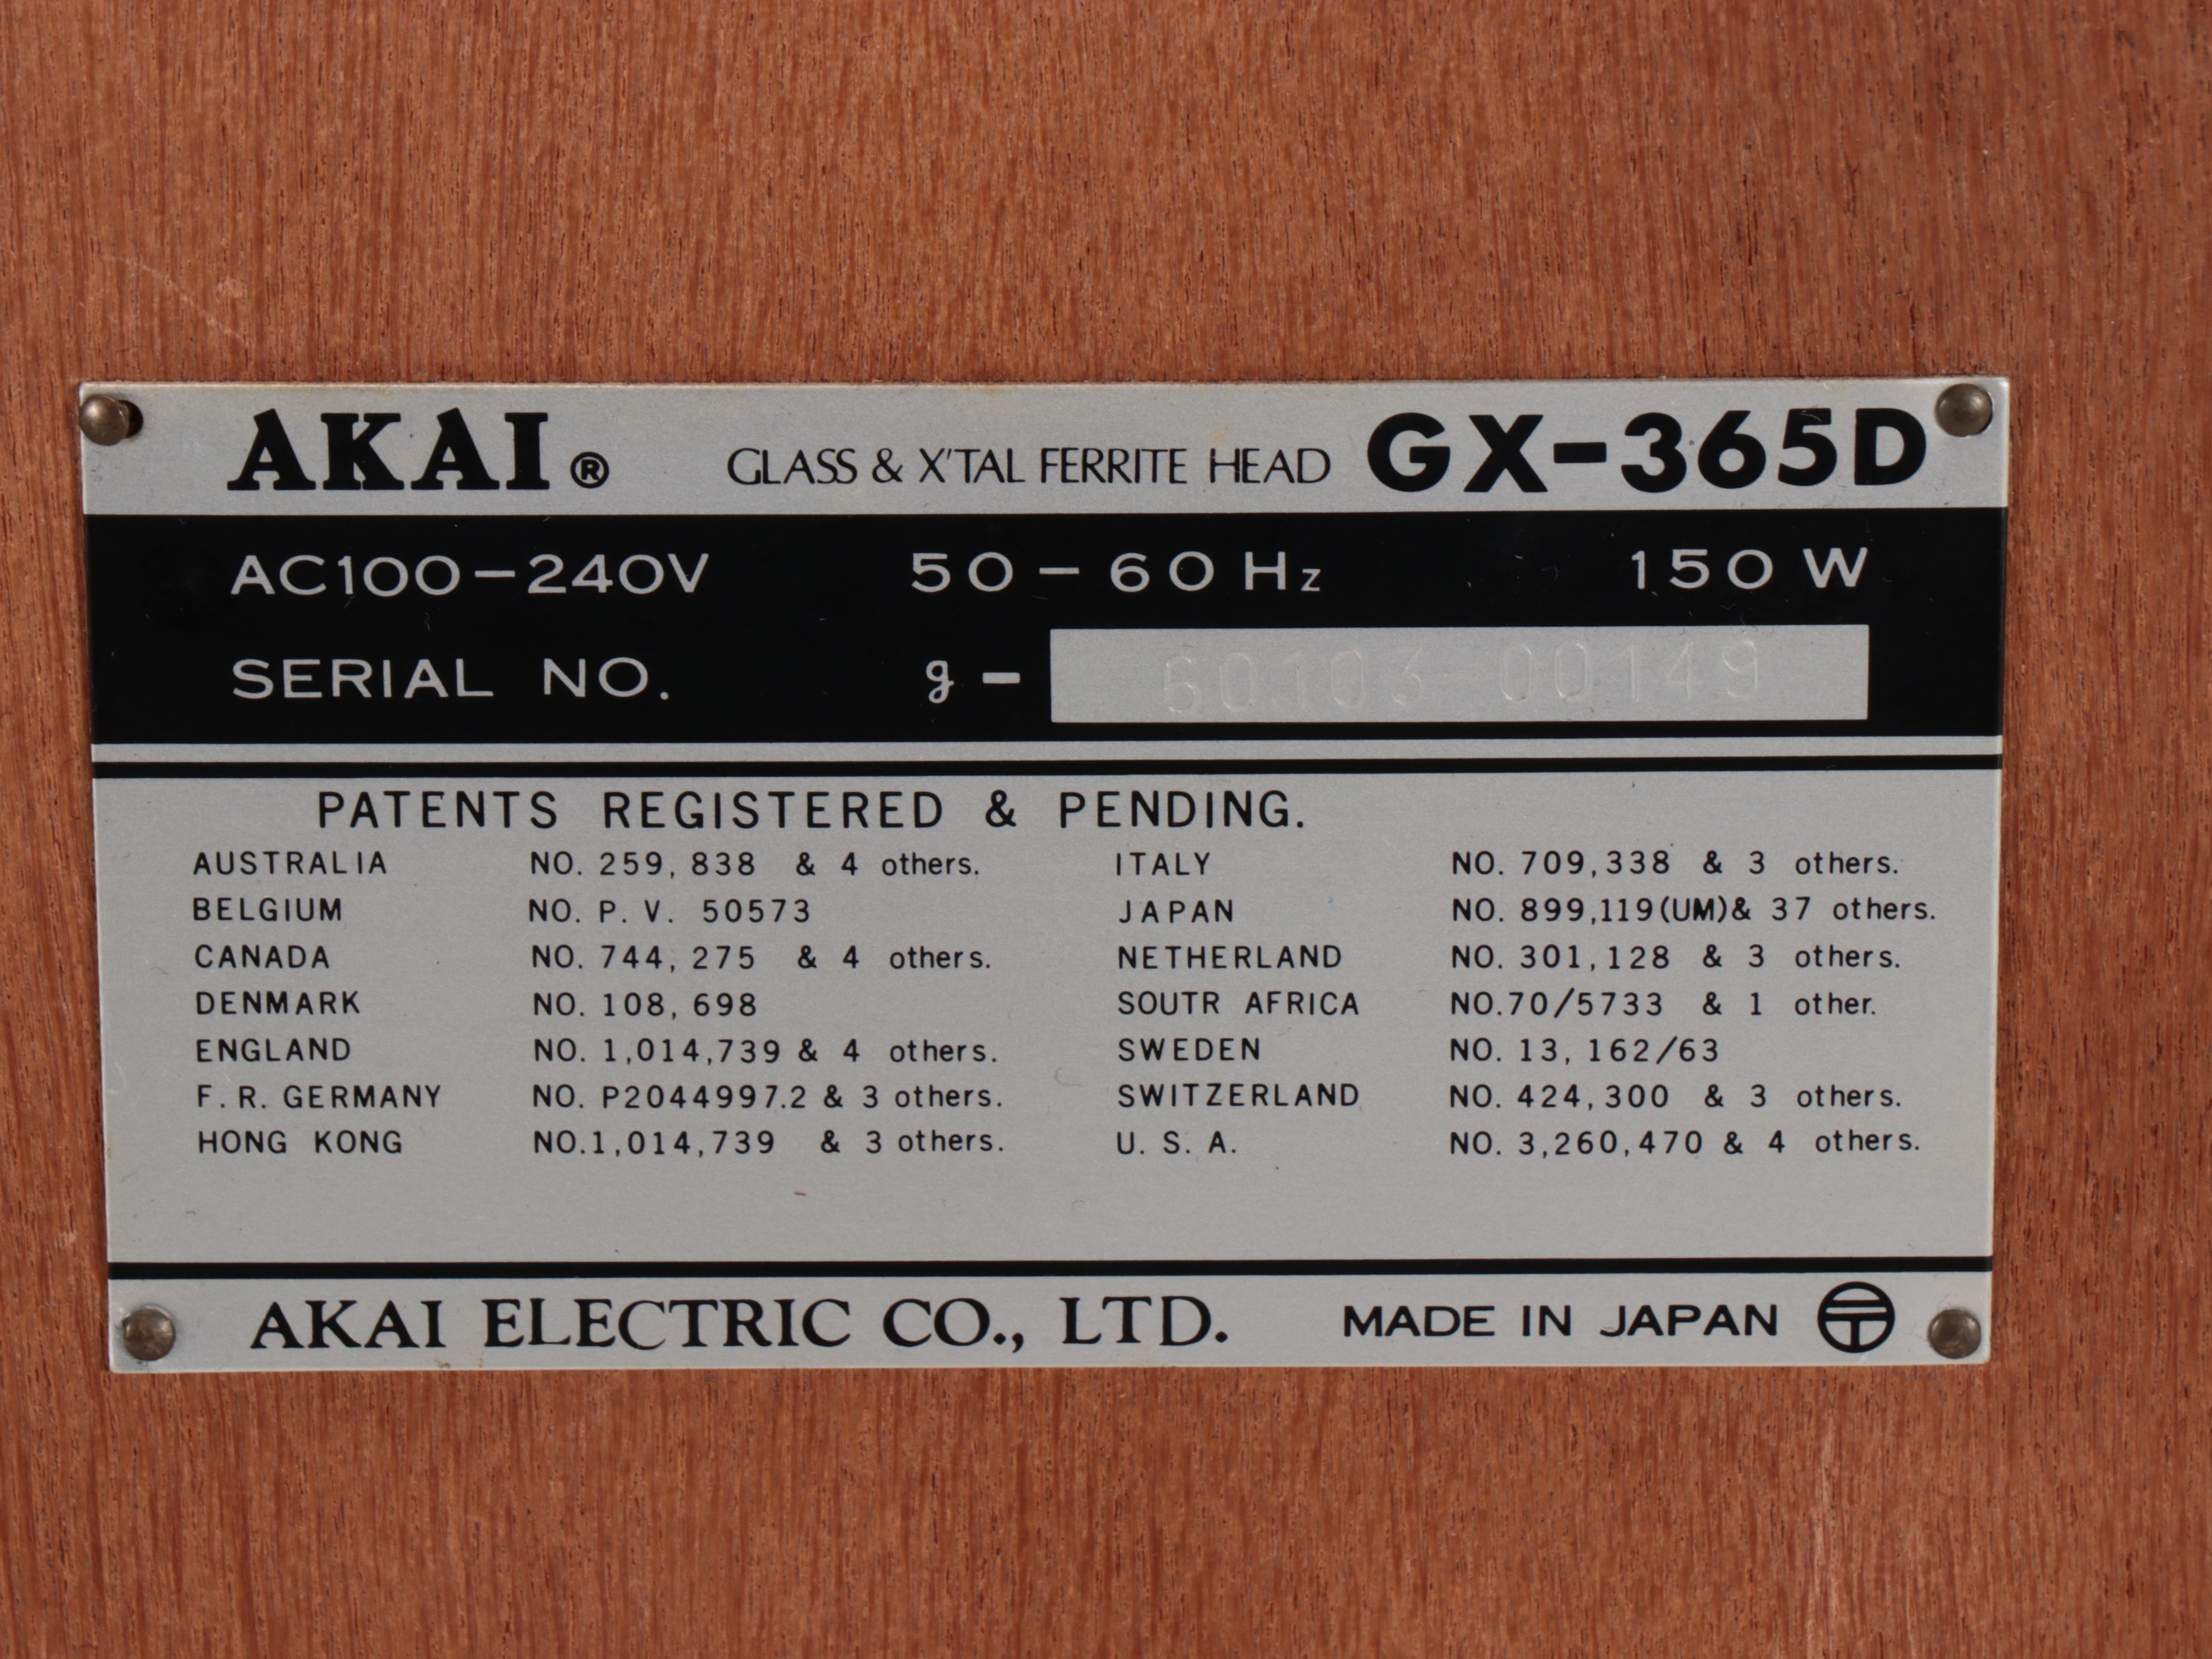 AKAI® GLASS & X'TAL FERRITE HEAD GX-365D
AC100-240V 50-60Hz 150W
SERIAL NO. g- 60103-00149
PATENTS REGISTERED & PENDING.
AUSTRALIA NO. 259, 838 & 4 others. ITALY NO. 709,338 & 3 others.
BELGIUM NO. P. V. 50573 JAPAN NO. 899,119(UM)& 37 others.
CANADA NO. 744, 275 & 4 others. NETHERLAND NO. 301,128 & 3 others.
DENMARK NO. 108, 698 SOUTR AFRICA NO.70/5733 & 1 other.
ENGLAND NO. 1,014,739 & 4 others. SWEDEN NO. 13, 162/63
F. R. GERMANY NO. P2044997.2 & 3 others. SWITZERLAND NO. 424,300 & 3 others.
HONG KONG NO.1,014,739 & 3 others. U. S. A. NO. 3,260,470 & 4 others.
AKAI ELECTRIC CO., LTD. MADE IN JAPAN